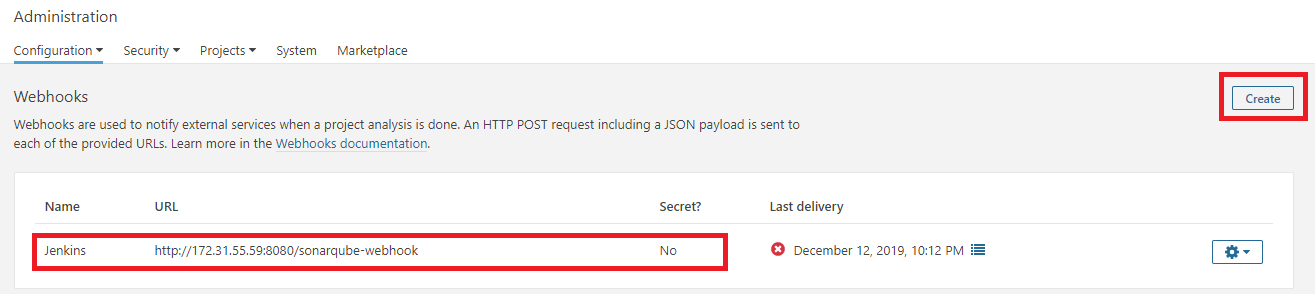 Administration
Configuration Security Projects System Marketplace
Webhooks
Create
Webhooks are used to notify external services when a project analysis is done. An HTTP POST request including a JSON payload is sent to
each of the provided URLs. Learn more in the Webhooks documentation.
Name URL Secret? Last delivery
Jenkins http://172.31.55.59:8080/sonarqube-webhook No December 12, 2019, 10:12 PM